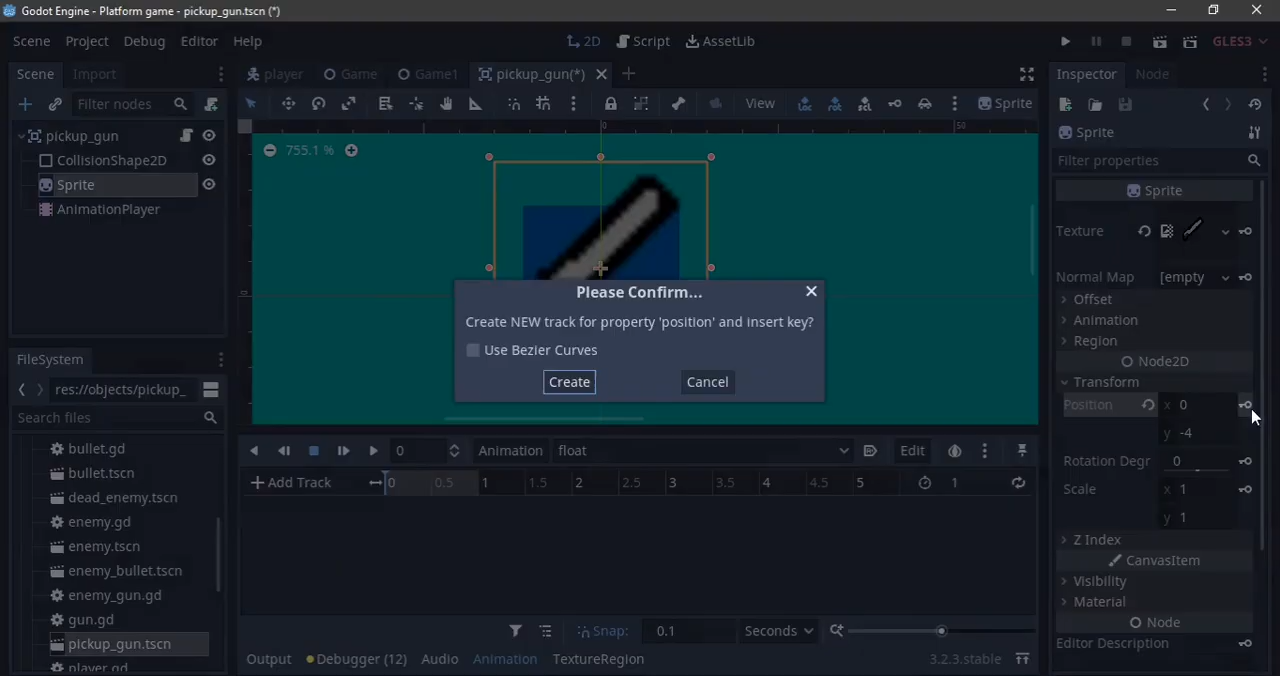 Godot Engine - Platform game - pickup_gun.tscn (*)
Scene Project Debug Editor Help
2D Script AssetLib
GLES3
Scene Import
player Game Game1 pickup_gun(*)
Inspector Node
Filter nodes
View
Sprite
pickup_gun
CollisionShape2D
Sprite
AnimationPlayer
0 50
755.1 %
0
Please Confirm...
Create NEW track for property 'position' and insert key?
Use Bezier Curves
Create Cancel
Sprite
Filter properties
Sprite
Texture
Normal Map [empty
Offset
Animation
Region
Node2D
Transform
Position x 0
y -4
Rotation Degr 0
Scale x 1
y 1
Z Index
CanvasItem
Visibility
Material
Node
Editor Description
FileSystem
res://objects/pickup_
Search files
bullet.gd
bullet.tscn
dead_enemy.tscn
enemy.gd
enemy.tscn
enemy_bullet.tscn
enemy_gun.gd
gun.gd
pickup_gun.tscn
player.gd
0 Animation float Edit
Add Track 0 0.5 1 1.5 2 2.5 3 3.5 4 4.5 5 1
Snap: 0.1 Seconds
Output Debugger (12) Audio Animation TextureRegion 3.2.3.stable